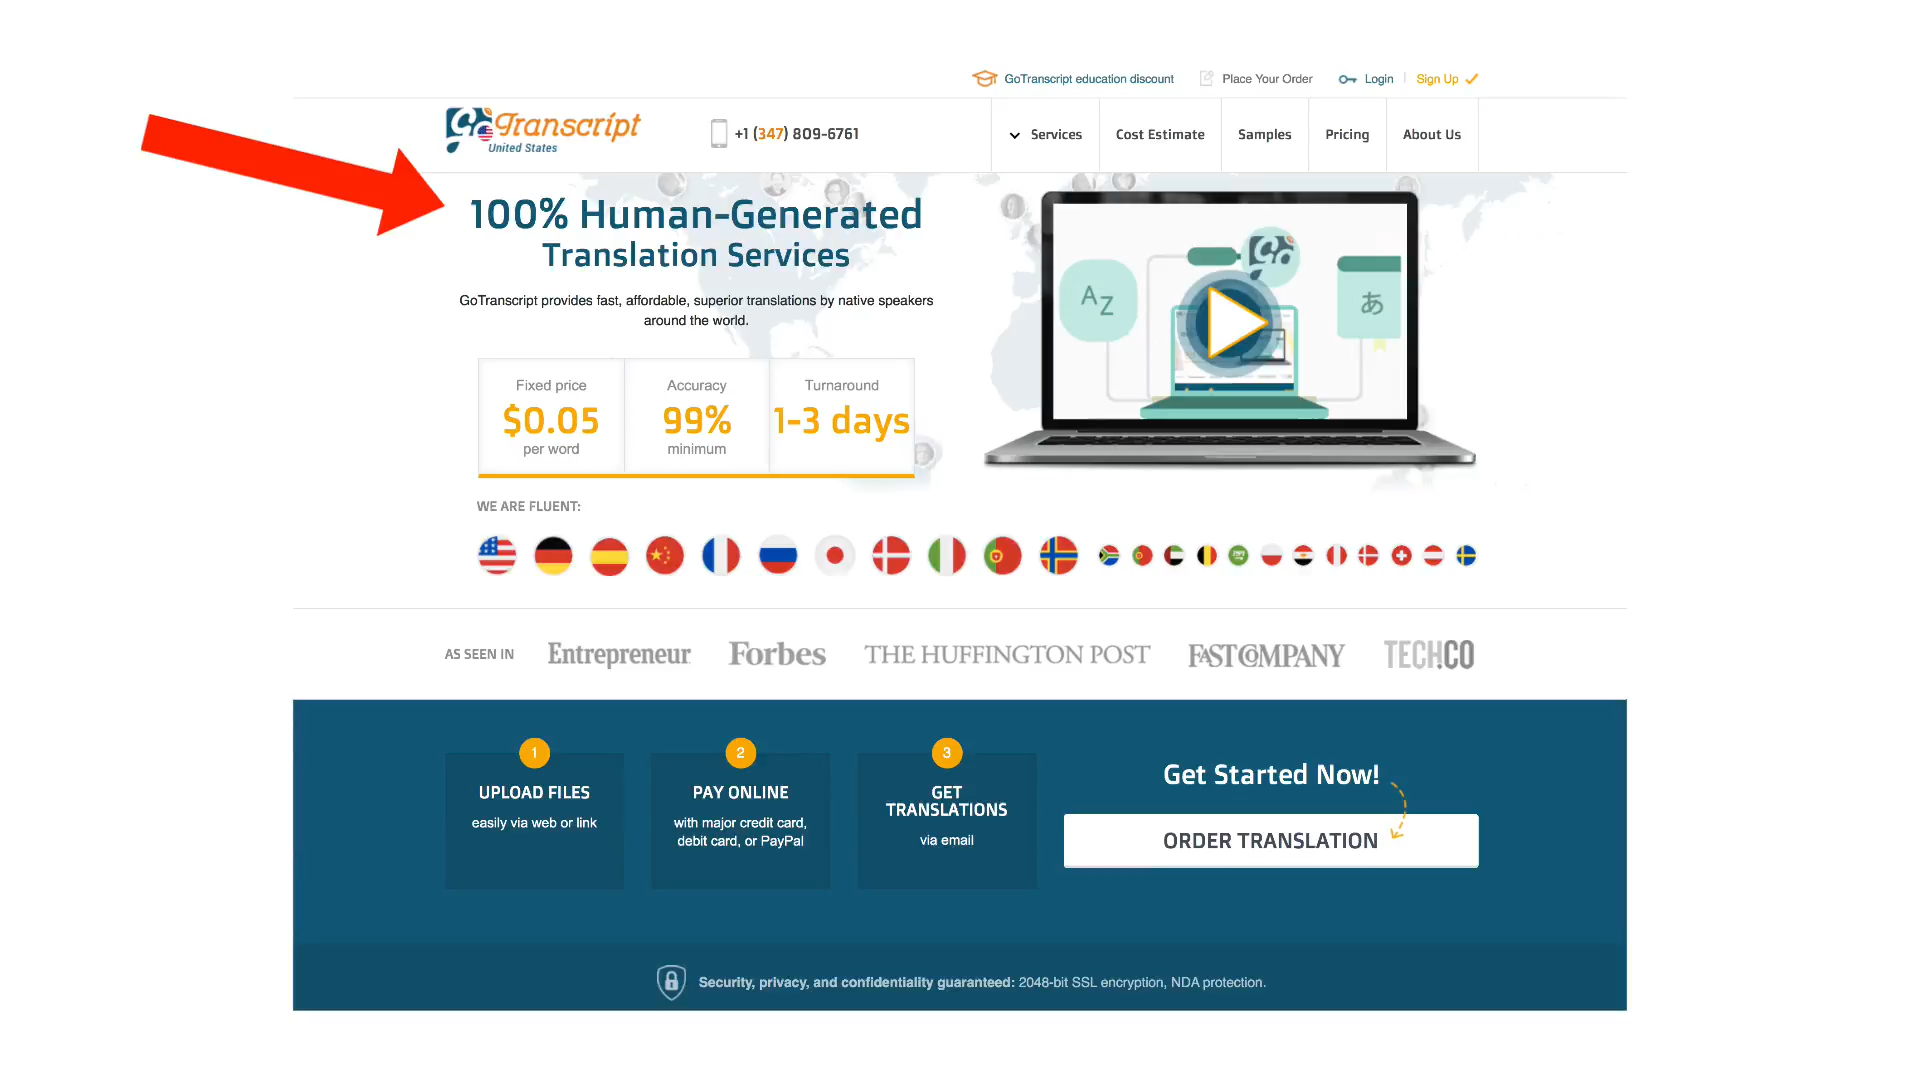 GoTranscript education discount
Place Your Order
Login
Sign Up
GoTranscript
United States
+1 (347) 809-6761
Services
Cost Estimate
Samples
Pricing
About Us
100% Human-Generated
Translation Services
GoTranscript provides fast, affordable, superior translations by native speakers
around the world.
Fixed price
$0.05
per word
Accuracy
99%
minimum
Turnaround
1-3 days
Go
A Z
あ
WE ARE FLUENT:
AS SEEN IN
Entrepreneur
Forbes
THE HUFFINGTON POST
FAST COMPANY
TECH.CO
1
UPLOAD FILES
easily via web or link
2
PAY ONLINE
with major credit card,
debit card, or PayPal
3
GET
TRANSLATIONS
via email
Get Started Now!
ORDER TRANSLATION
Security, privacy, and confidentiality guaranteed: 2048-bit SSL encryption, NDA protection.